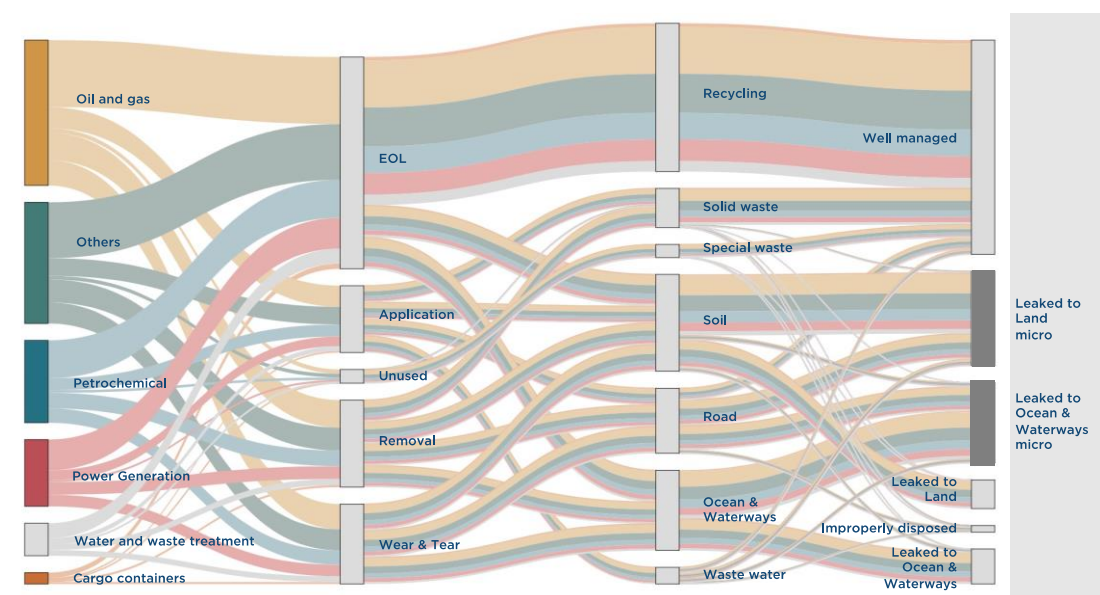 Oil and gas
Others
Petrochemical
Power Generation
Water and waste treatment
Cargo containers
EOL
Application
Unused
Removal
Wear & Tear
Recycling
Solid waste
Special waste
Soil
Road
Ocean &
Waterways
Waste water
Well managed
Leaked to
Land
Improperly disposed
Leaked to
Ocean &
Waterways
Leaked to
Land
micro
Leaked to
Ocean &
Waterways
micro